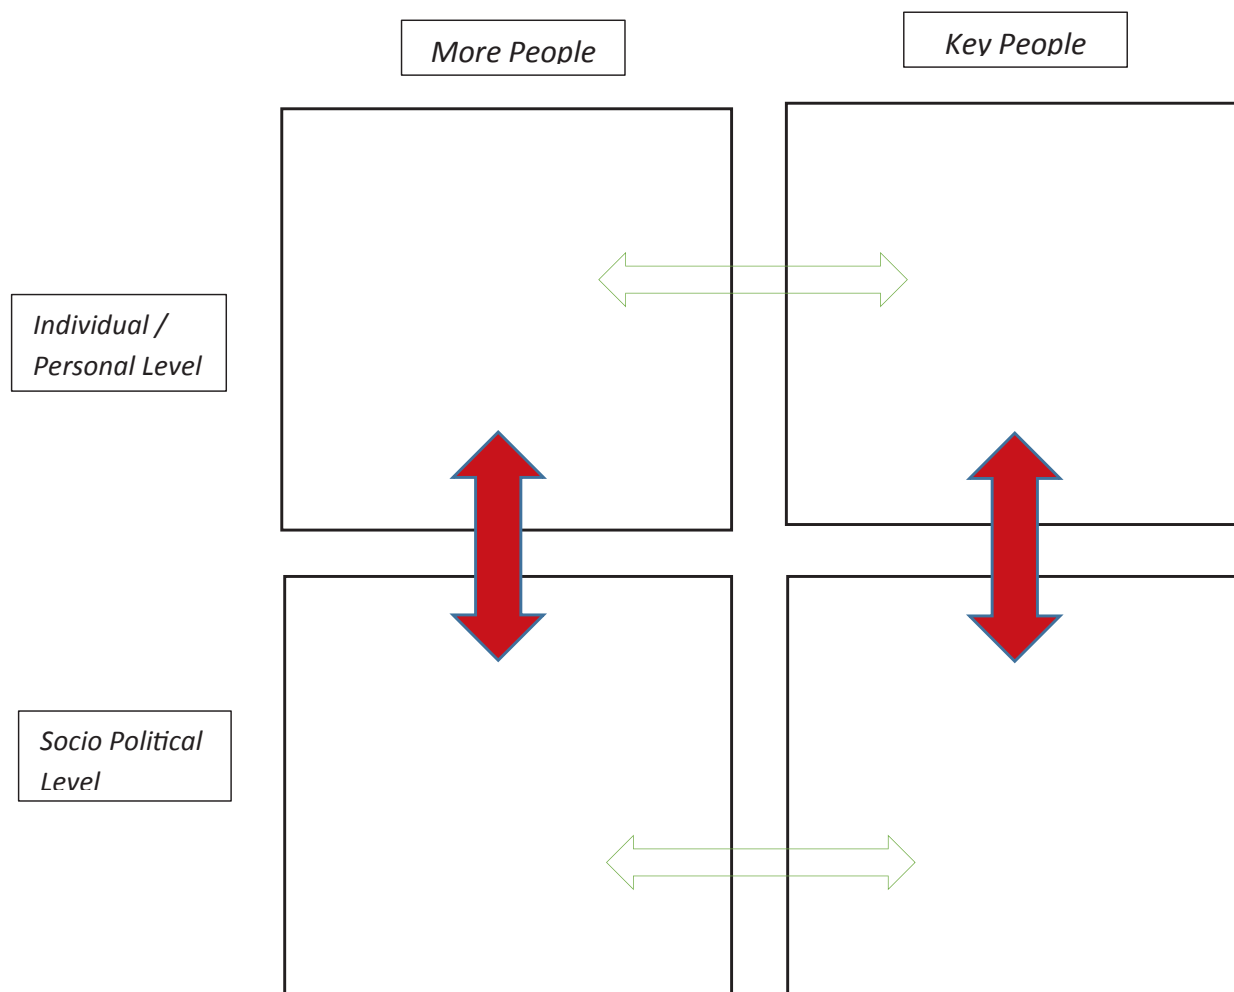 More People
Key People
Individual /
Personal Level
Socio Political
Level